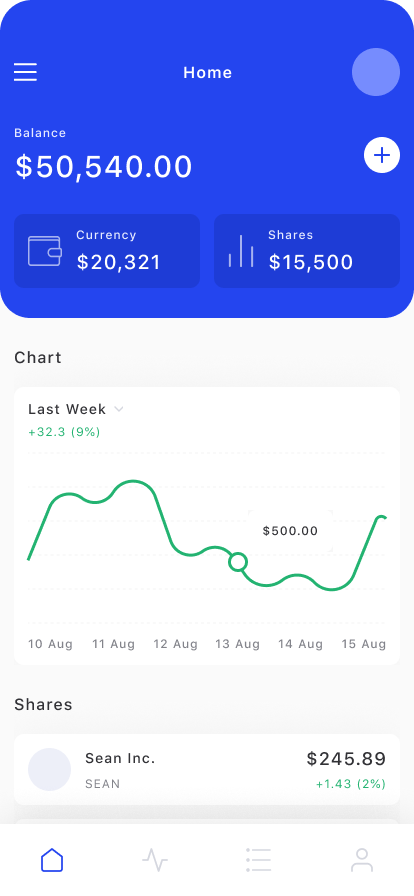 Home
Balance
$50,540.00
Currency
$20,321
Shares
$15,500
Chart
Last Week
+32.3 (9%)
$500.00
10 Aug 11 Aug 12 Aug 13 Aug 14 Aug 15 Aug
Shares
Sean Inc. $245.89
SEAN +1.43 (2%)